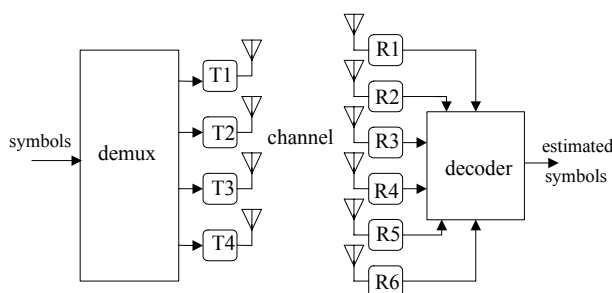 symbols
demux
T1
T2
T3
T4
channel
R1
R2
R3
R4
R5
R6
decoder
estimated
symbols